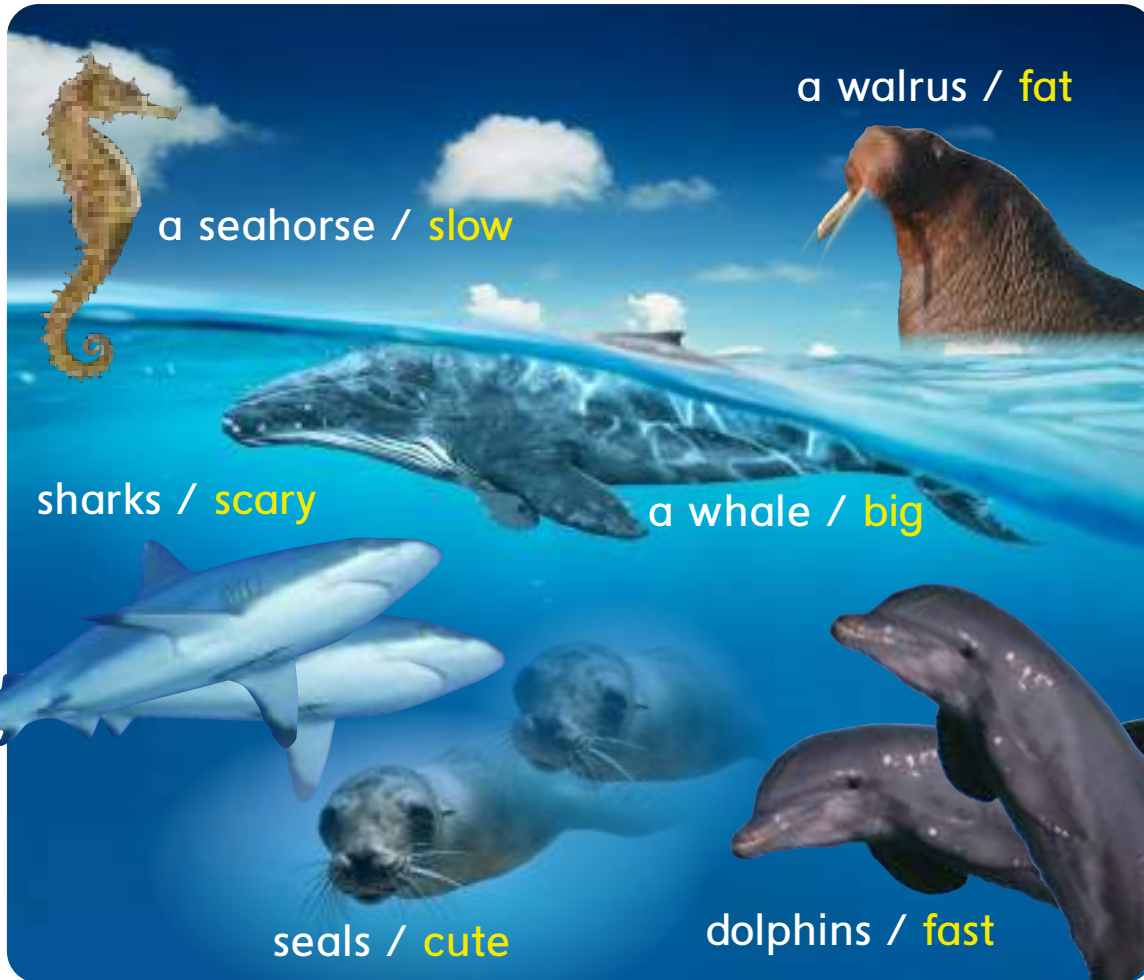 a walrus / fat
a seahorse / slow
sharks / scary
a whale / big
dolphins / fast
seals / cute